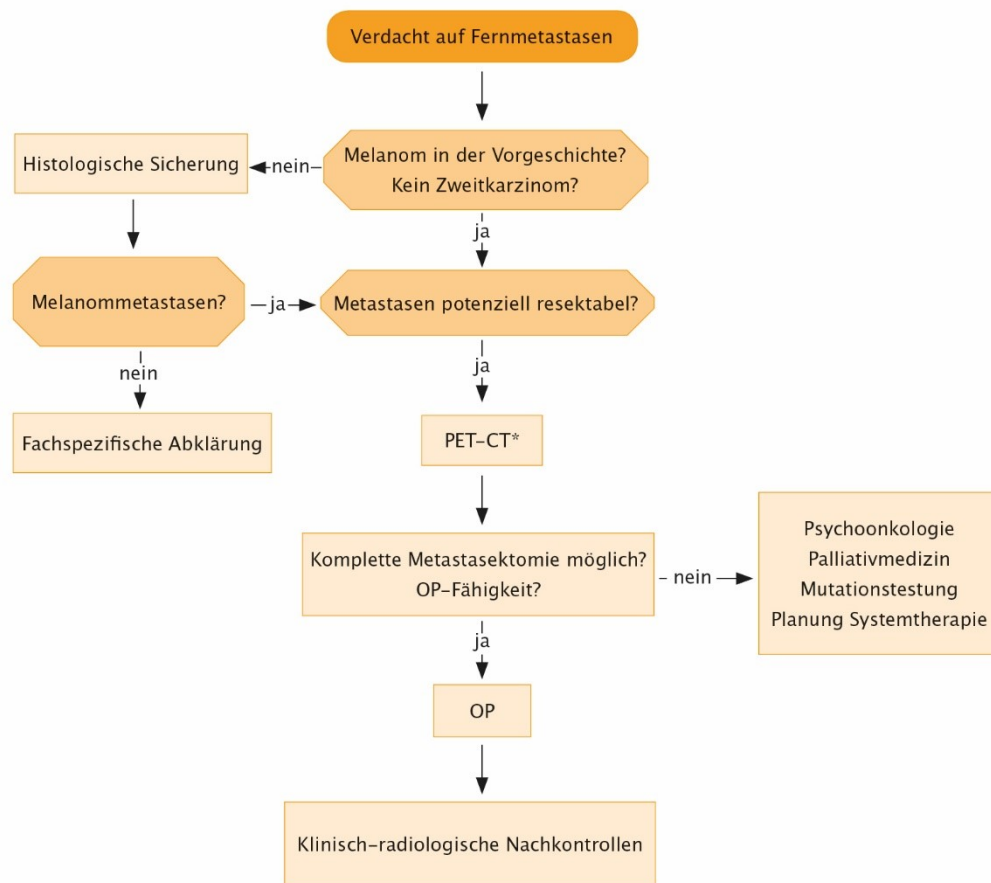 Verdacht auf Fernmetastasen
Melanom in der Vorgeschichte?
Kein Zweitkarzinom?
nein
Histologische Sicherung
ja
Melanommetastasen?
ja
Metastasen potenziell resektabel?
nein
ja
Fachspezifische Abklärung
PET-CT*
Komplette Metastasektomie möglich?
OP-Fähigkeit?
nein
Psychoonkologie
Palliativmedizin
Mutationstestung
Planung Systemtherapie
ja
OP
Klinisch-radiologische Nachkontrollen